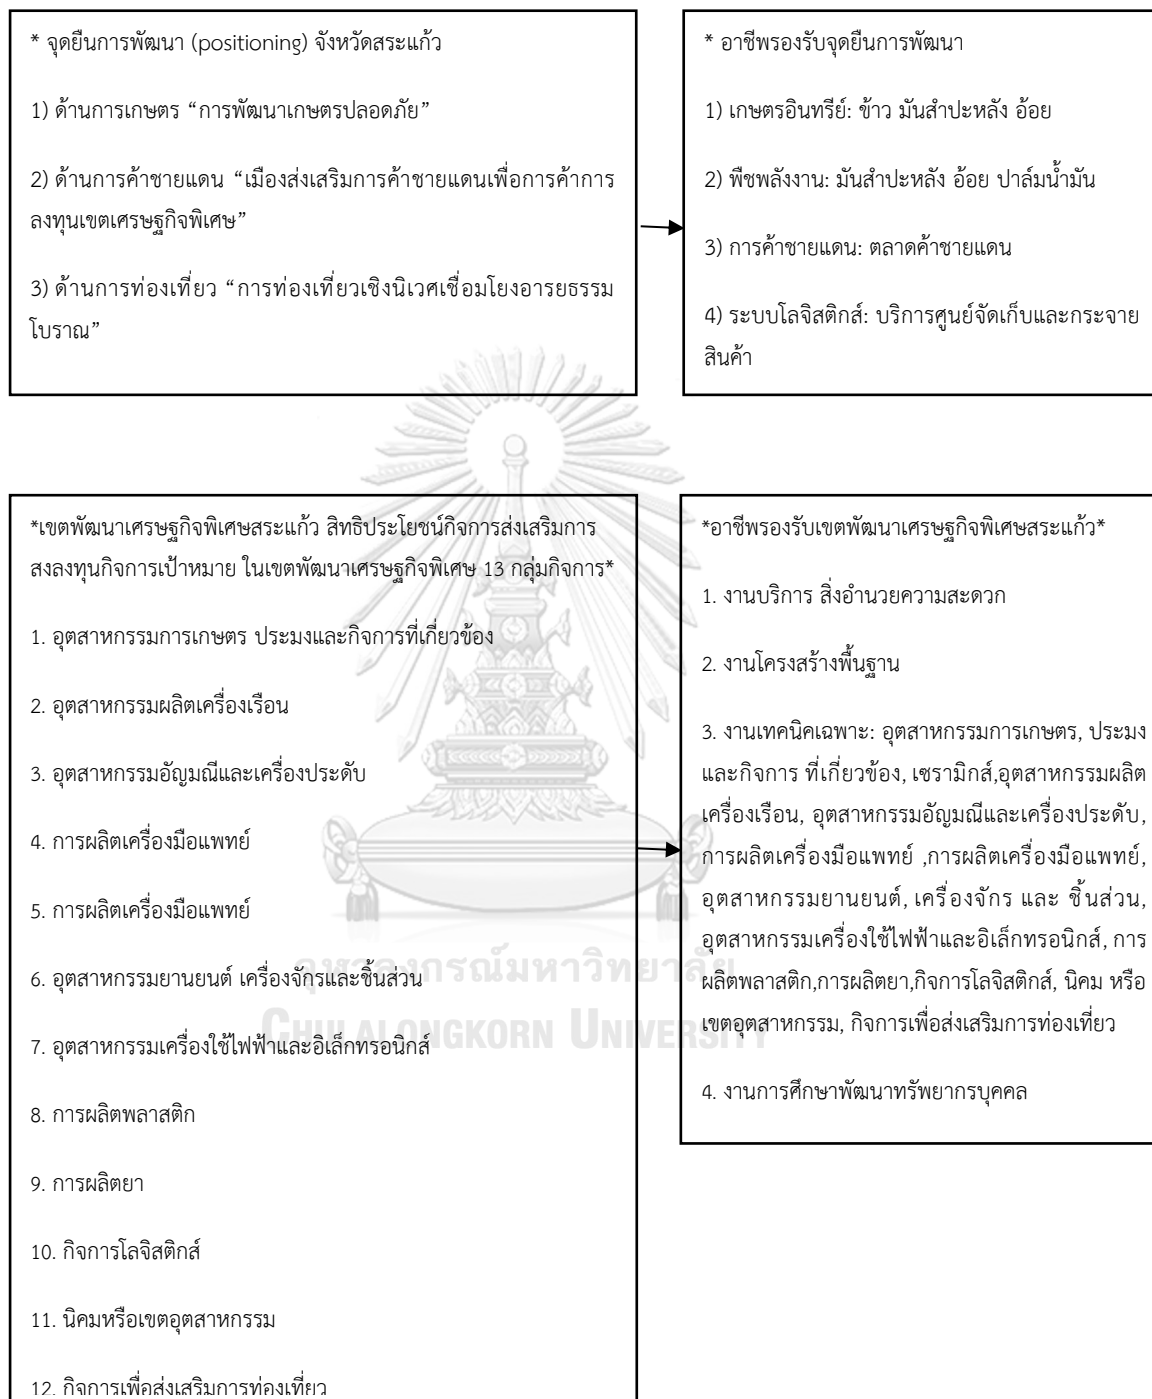 * จุดยืนการพัฒนา (positioning) จังหวัดสระแก้ว
1) ด้านการเกษตร “การพัฒนาเกษตรปลอดภัย”
2) ด้านการค้าชายแดน “เมืองส่งเสริมการค้าชายแดนเพื่อการค้าการ
ลงทุนเขตเศรษฐกิจพิเศษ”
3) ด้านการท่องเที่ยว “การท่องเที่ยวเชิงนิเวศเชื่อมโยงอารยธรรม
โบราณ”
* อาชีพรองรับจุดยืนการพัฒนา
1) เกษตรอินทรีย์: ข้าว มันสำปะหลัง อ้อย
2) พืชพลังงาน: มันสำปะหลัง อ้อย ปาล์มน้ำมัน
3) การค้าชายแดน: ตลาดค้าชายแดน
4) ระบบโลจิสติกส์: บริการศูนย์จัดเก็บและกระจาย
สินค้า
*เขตพัฒนาเศรษฐกิจพิเศษสระแก้ว สิทธิประโยชน์กิจการส่งเสริมการ
สงลงทุนกิจการเป้าหมาย ในเขตพัฒนาเศรษฐกิจพิเศษ 13 กลุ่มกิจการ*
1. อุตสาหกรรมการเกษตร ประมงและกิจการที่เกี่ยวข้อง
2. อุตสาหกรรมผลิตเครื่องเรือน
3. อุตสาหกรรมอัญมณีและเครื่องประดับ
4. การผลิตเครื่องมือแพทย์
5. การผลิตเครื่องมือแพทย์
6. อุตสาหกรรมยานยนต์ เครื่องจักรและชิ้นส่วน
7. อุตสาหกรรมเครื่องใช้ไฟฟ้าและอิเล็กทรอนิกส์
8. การผลิตพลาสติก
9. การผลิตยา
10. กิจการโลจิสติกส์
11. นิคมหรือเขตอุตสาหกรรม
12. กิจการเพื่อส่งเสริมการท่องเที่ยว
*อาชีพรองรับเขตพัฒนาเศรษฐกิจพิเศษสระแก้ว*
1. งานบริการ สิ่งอำนวยความสะดวก
2. งานโครงสร้างพื้นฐาน
3. งานเทคนิคเฉพาะ: อุตสาหกรรมการเกษตร, ประมง
และกิจการ ที่เกี่ยวข้อง, เซรามิกส์,อุตสาหกรรมผลิต
เครื่องเรือน, อุตสาหกรรมอัญมณีและเครื่องประดับ,
การผลิตเครื่องมือแพทย์ ,การผลิตเครื่องมือแพทย์,
อุตสาหกรรมยานยนต์, เครื่องจักร และ ชิ้นส่วน,
อุตสาหกรรมเครื่องใช้ไฟฟ้าและอิเล็กทรอนิกส์, การ
ผลิตพลาสติก,การผลิตยา,กิจการโลจิสติกส์, นิคม หรือ
เขตอุตสาหกรรม, กิจการเพื่อส่งเสริมการท่องเที่ยว
4. งานการศึกษาพัฒนาทรัพยากรบุคคล
จุฬาลงกรณ์มหาวิทยาลัย
CHULALONGKORN UNIVERSITY